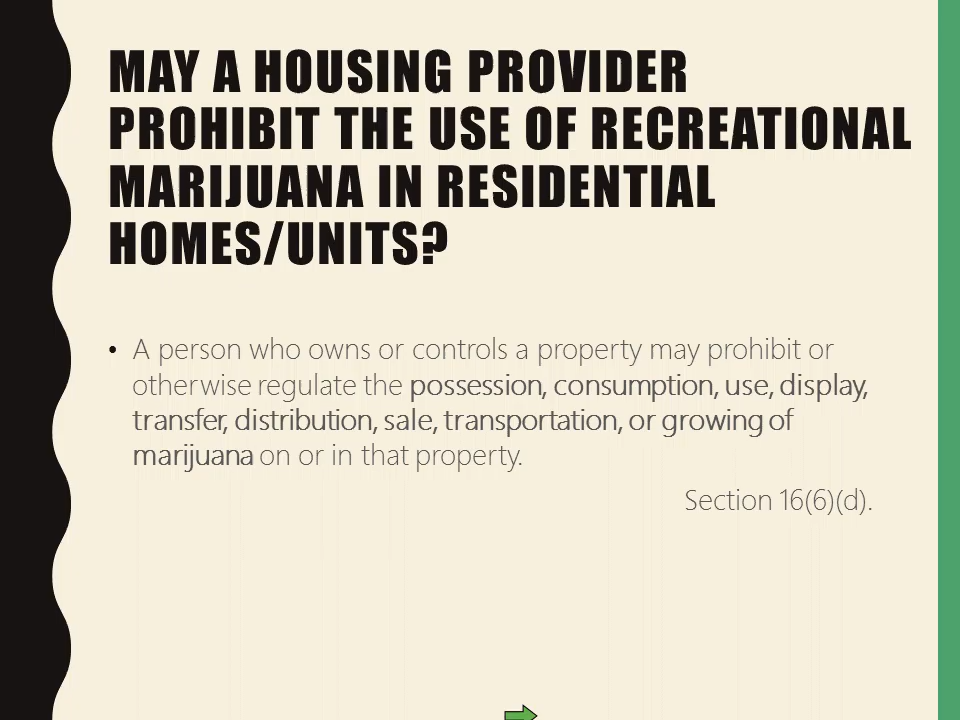 MAY A HOUSING PROVIDER
PROHIBIT THE USE OF RECREATIONAL
MARIJUANA IN RESIDENTIAL
HOMES/UNITS?
• A person who owns or controls a property may prohibit or
otherwise regulate the possession, consumption, use, display,
transfer, distribution, sale, transportation, or growing of
marijuana on or in that property.
Section 16(6)(d).